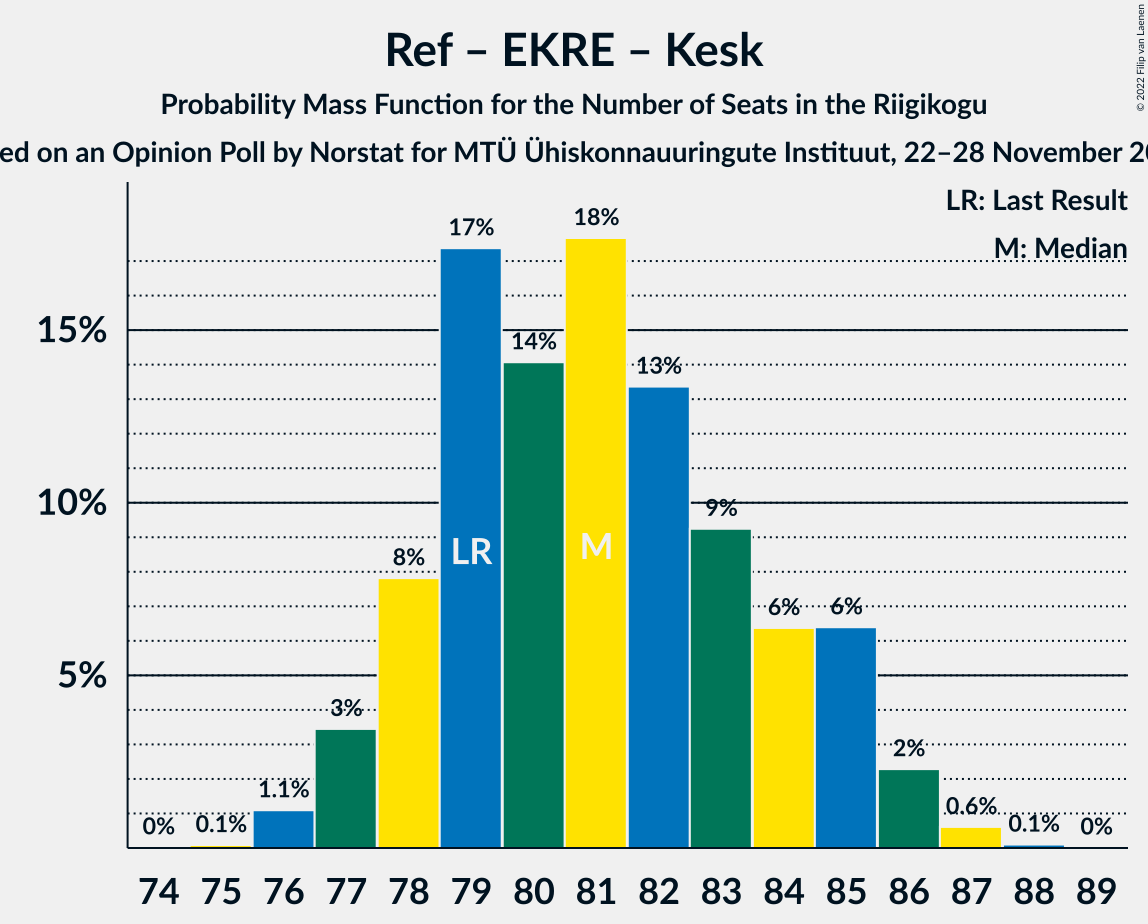 Ref – EKRE – Kesk
Probability Mass Function for the Number of Seats in the Riigikogu
ed on an Opinion Poll by Norstat for MTÜ Ühiskonnauuringute Instituut, 22–28 November 20
© 2022 Filip van Laenen
LR: Last Result
M: Median
15%
10%
5%
0% 0.1% 1.1% 3% 8% 17% 14% 18% 13% 9% 6% 6% 2% 0.6% 0.1% 0%
LR M
74 75 76 77 78 79 80 81 82 83 84 85 86 87 88 89